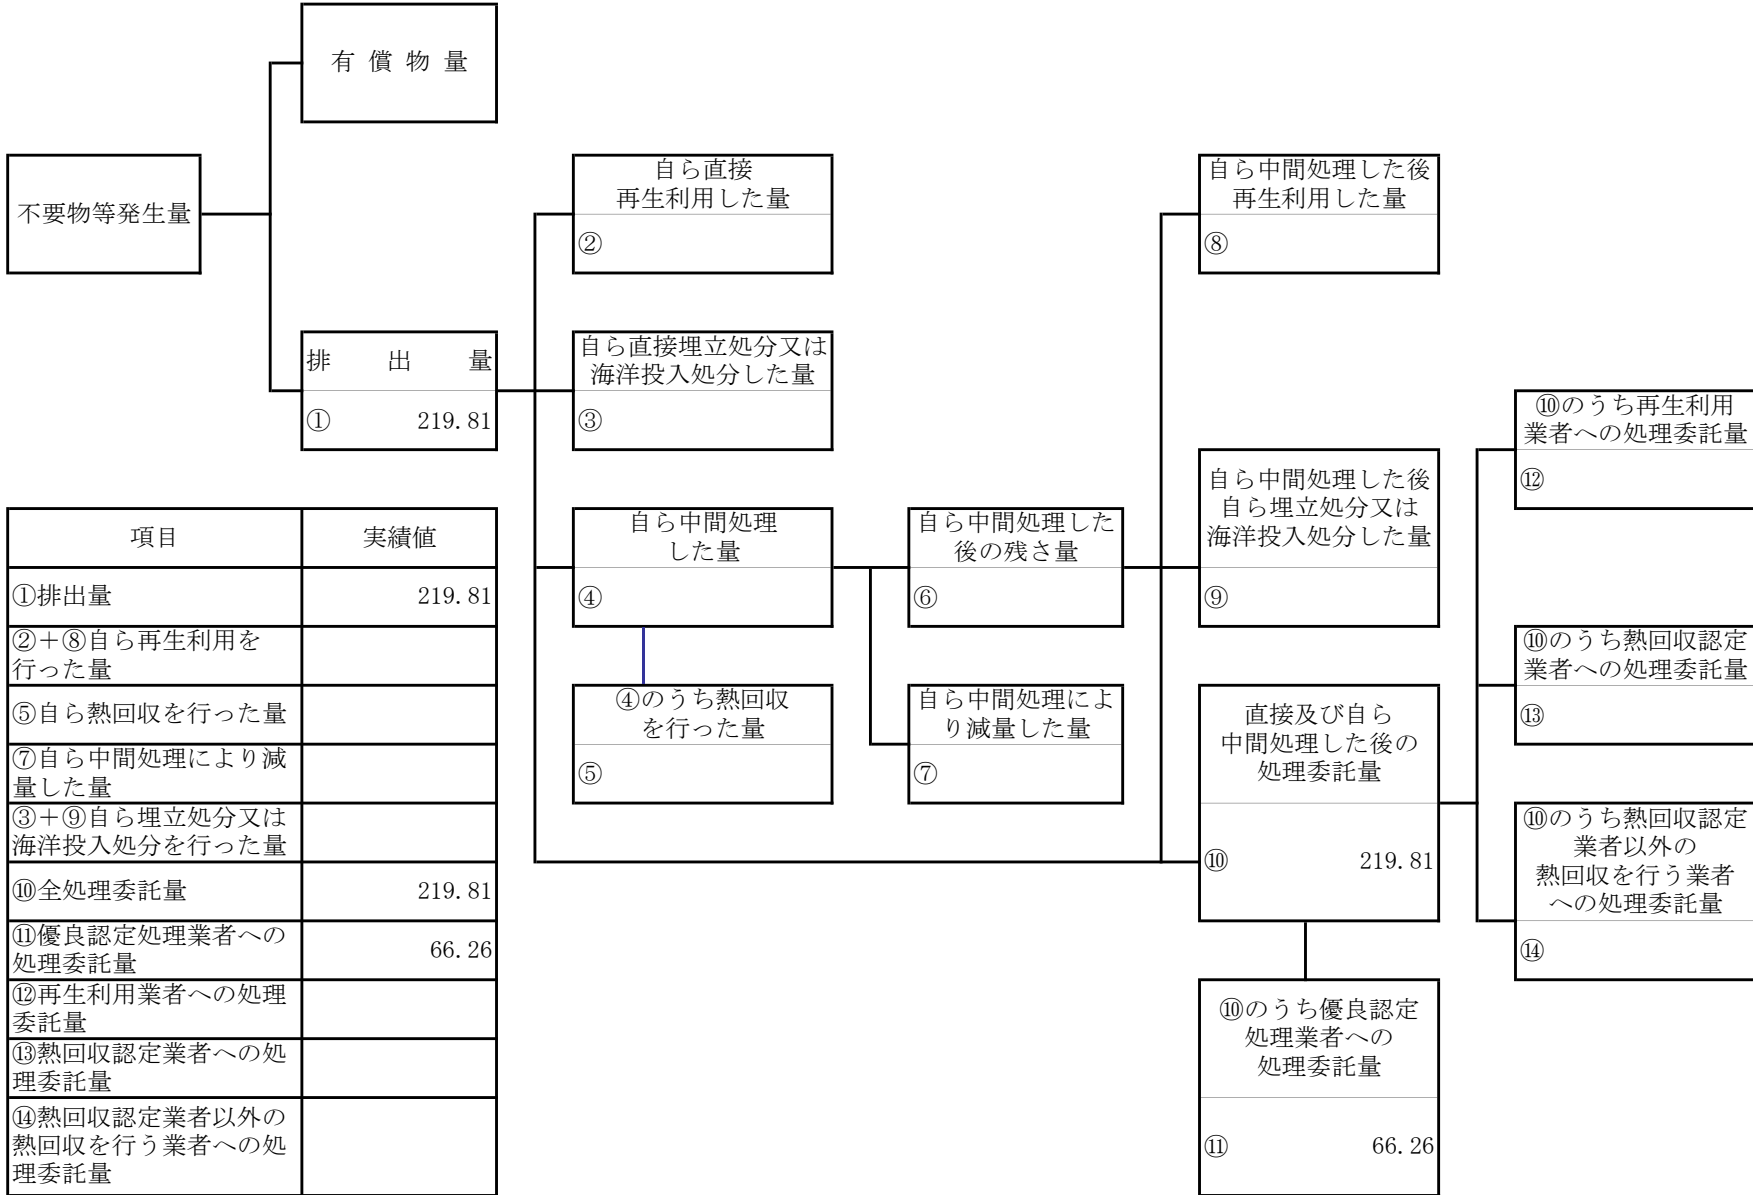 有償物量
不要物等発生量
自ら直接
再生利用した量
②
自ら中間処理した後
再生利用した量
⑧
排出量
① 219.81
自ら直接埋立処分又は
海洋投入処分した量
③
⑩のうち再生利用
業者への処理委託量
⑫
自ら中間処理した後
自ら埋立処分又は
海洋投入処分した量
⑨
自ら中間処理
した量
④
自ら中間処理した
後の残さ量
⑥
④のうち熱回収
を行った量
⑤
自ら中間処理によ
り減量した量
⑦
直接及び自ら
中間処理した後の
処理委託量
⑩ 219.81
⑩のうち熱回収認定
業者への処理委託量
⑬
⑩のうち熱回収認定
業者以外の
熱回収を行う業者
への処理委託量
⑭
⑩のうち優良認定
処理業者への
処理委託量
⑪ 66.26
項目 実績値
①排出量 219.81
②＋⑧自ら再生利用を
行った量
⑤自ら熱回収を行った量
⑦自ら中間処理により減
量した量
③＋⑨自ら埋立処分又は
海洋投入処分を行った量
⑩全処理委託量 219.81
⑪優良認定処理業者への
処理委託量 66.26
⑫再生利用業者への処理
委託量
⑬熱回収認定業者への処
理委託量
⑭熱回収認定業者以外の
熱回収を行う業者への処
理委託量